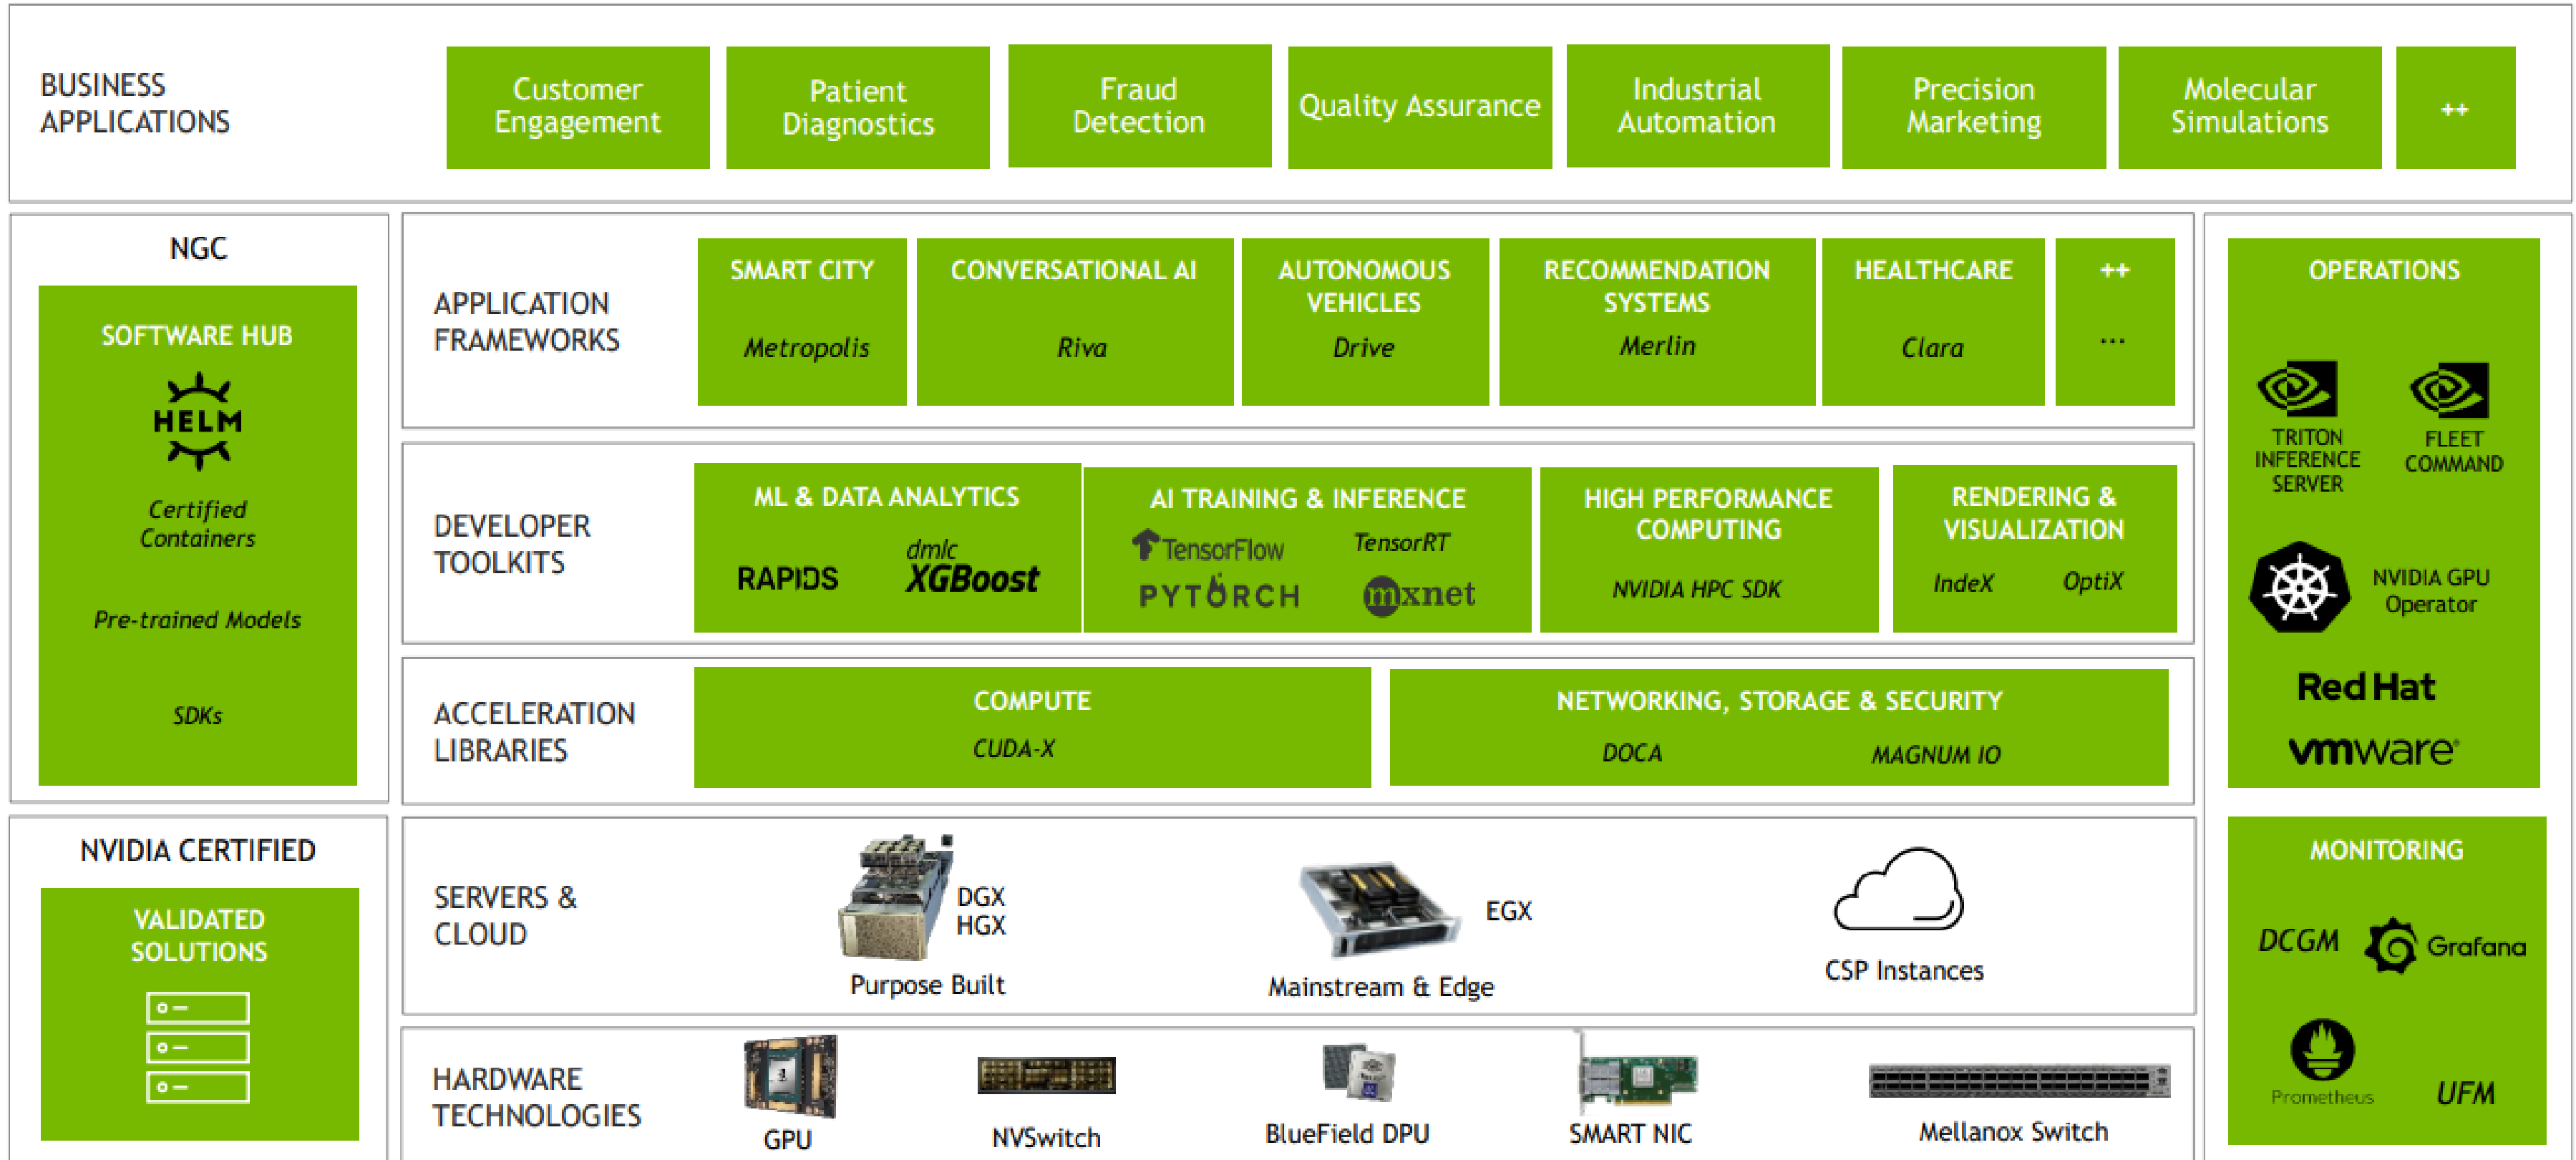 BUSINESS
APPLICATIONS
Customer
Engagement
Patient
Diagnostics
Fraud
Detection
Quality Assurance
Industrial
Automation
Precision
Marketing
Molecular
Simulations
++
NGC
SOFTWARE HUB
HELM
Certified
Containers
Pre-trained Models
SDKs
APPLICATION
FRAMEWORKS
SMART CITY
Metropolis
CONVERSATIONAL AI
Riva
AUTONOMOUS
VEHICLES
Drive
RECOMMENDATION
SYSTEMS
Merlin
HEALTHCARE
Clara
++
...
DEVELOPER
TOOLKITS
ML & DATA ANALYTICS
RAPIDS
dmlc
XGBoost
AI TRAINING & INFERENCE
TensorFlow
TensorRT
PYTORCH
mxnet
HIGH PERFORMANCE
COMPUTING
NVIDIA HPC SDK
RENDERING &
VISUALIZATION
IndeX
OptiX
ACCELERATION
LIBRARIES
COMPUTE
CUDA-X
NETWORKING, STORAGE & SECURITY
DOCA
MAGNUM IO
OPERATIONS
TRITON
INFERENCE
SERVER
FLEET
COMMAND
NVIDIA GPU
Operator
Red Hat
vmware®
NVIDIA CERTIFIED
VALIDATED
SOLUTIONS
SERVERS &
CLOUD
DGX
HGX
Purpose Built
EGX
Mainstream & Edge
CSP Instances
HARDWARE
TECHNOLOGIES
GPU
NVSwitch
BlueField DPU
SMART NIC
Mellanox Switch
MONITORING
DCGM
Grafana
Prometheus
UFM